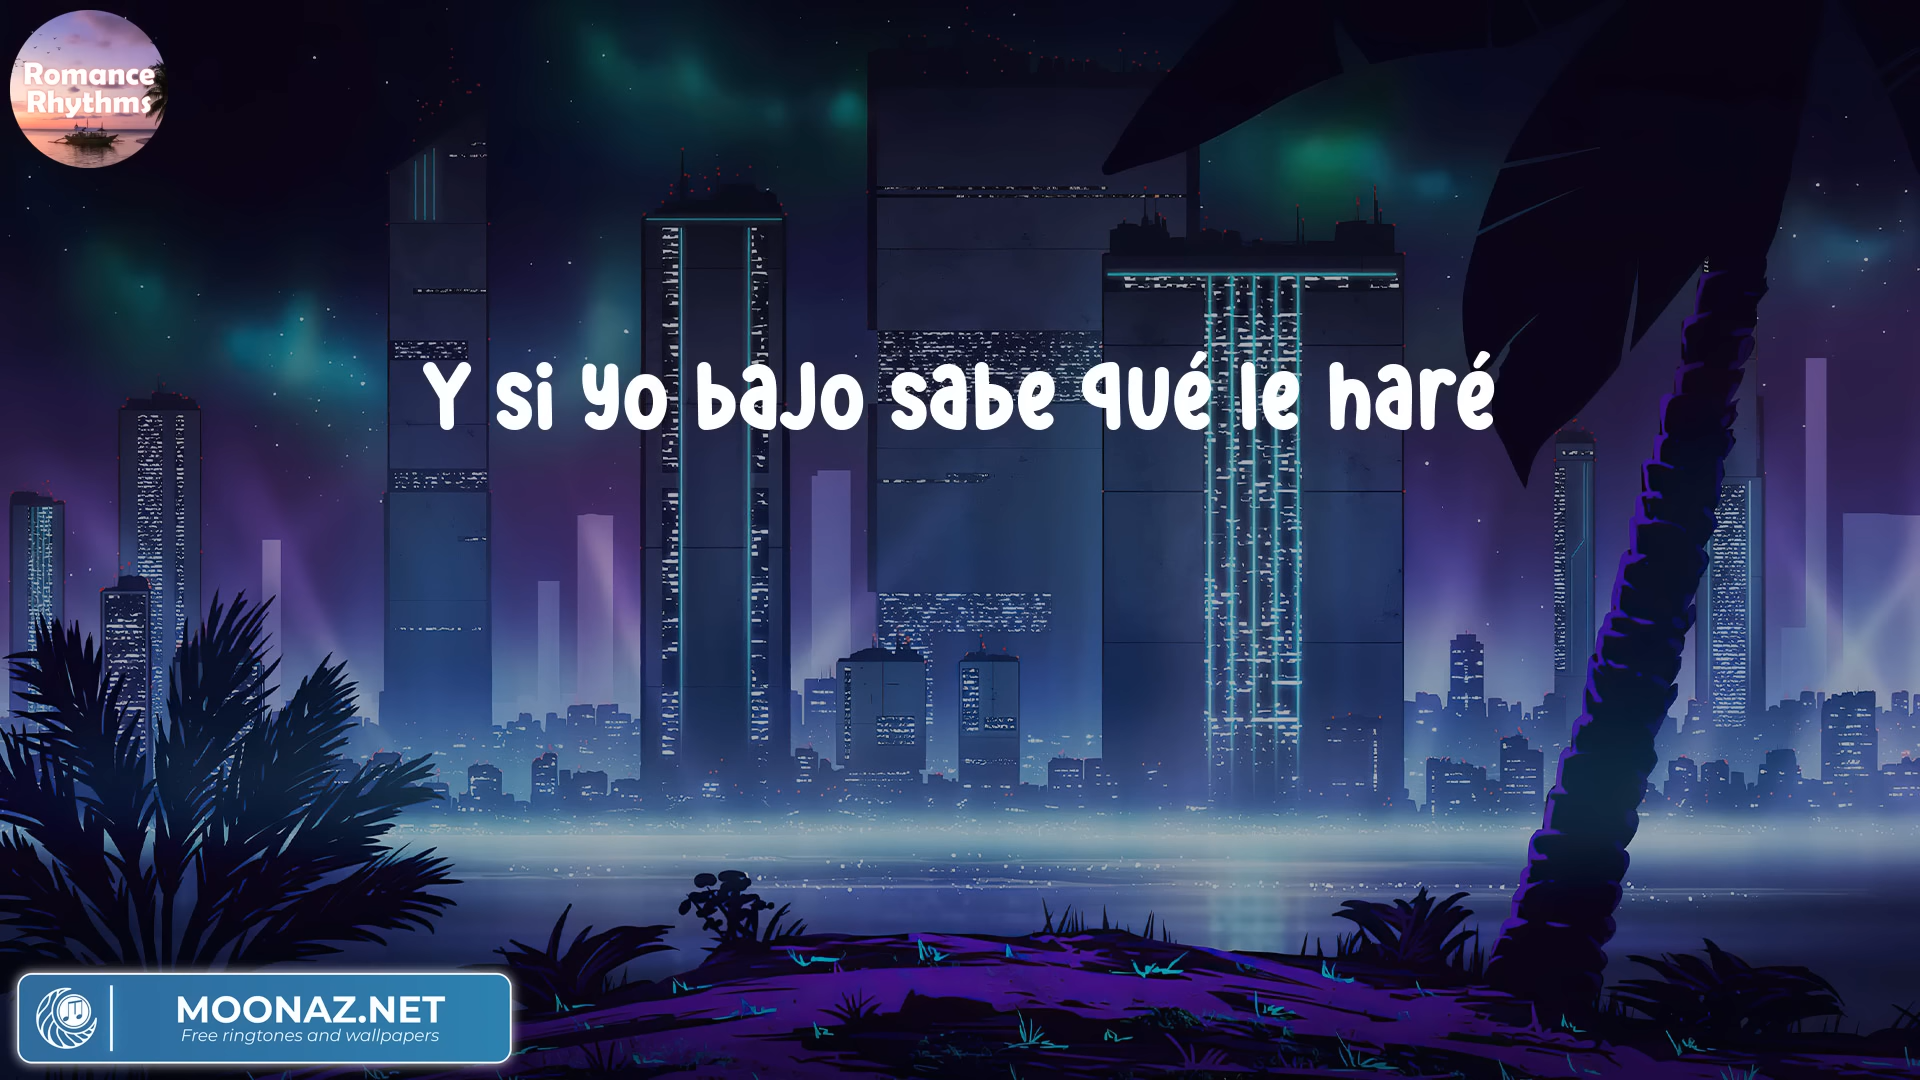 Romance
Rhythms
Y si yo bajo sabe qué le haré
MOONAZ.NET
Free ringtones and wallpapers